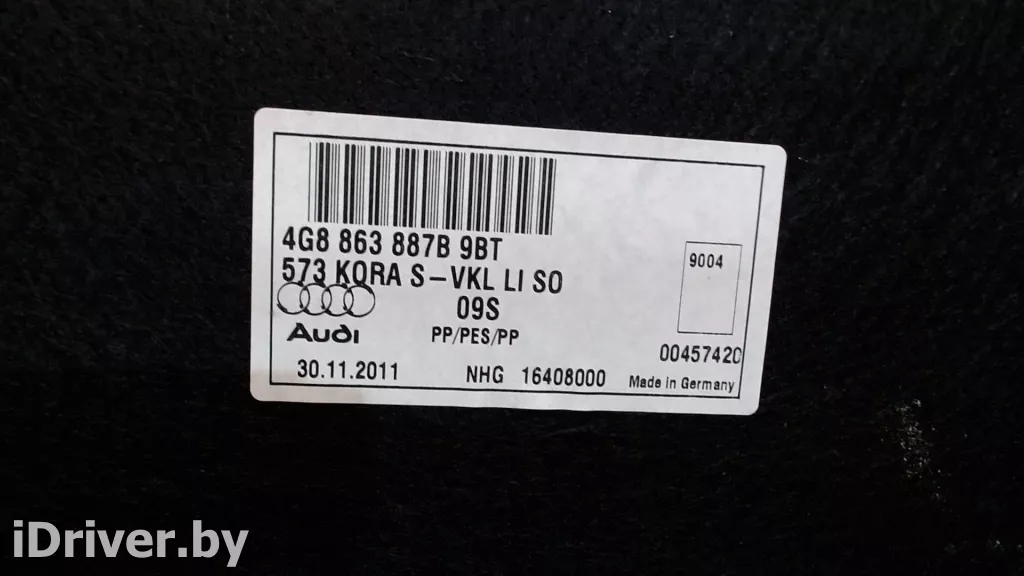 4G8 863 887B 9BT
573 KORA S-VKL LI SO
09S
Audi
PP/PES/PP
30.11.2011
NHG 16408000
9004
0045742C
Made in Germany
iDriver.by